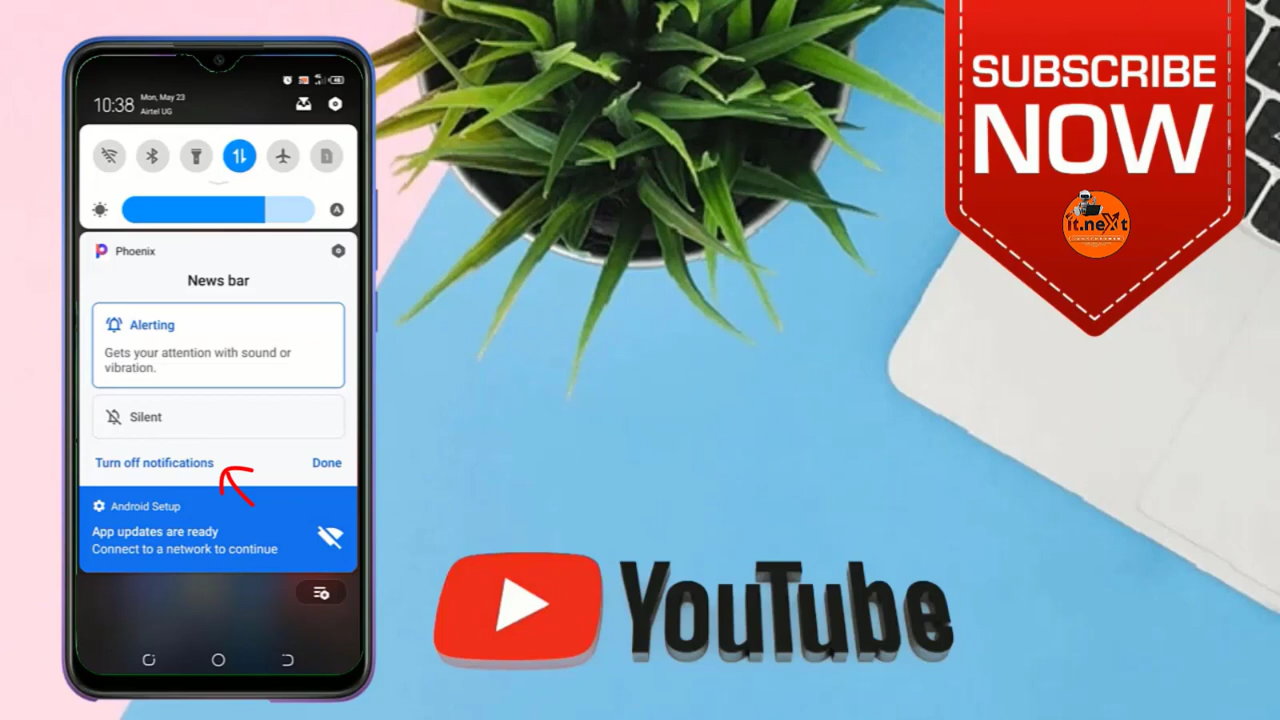 10:38
Mon, May 23
Airtel UG
A
Phoenix
News bar
Alerting
Gets your attention with sound or
vibration.
Silent
Turn off notifications
Done
Android Setup
App updates are ready
Connect to a network to continue
SUBSCRIBE
NOW
it.neXt
YouTube